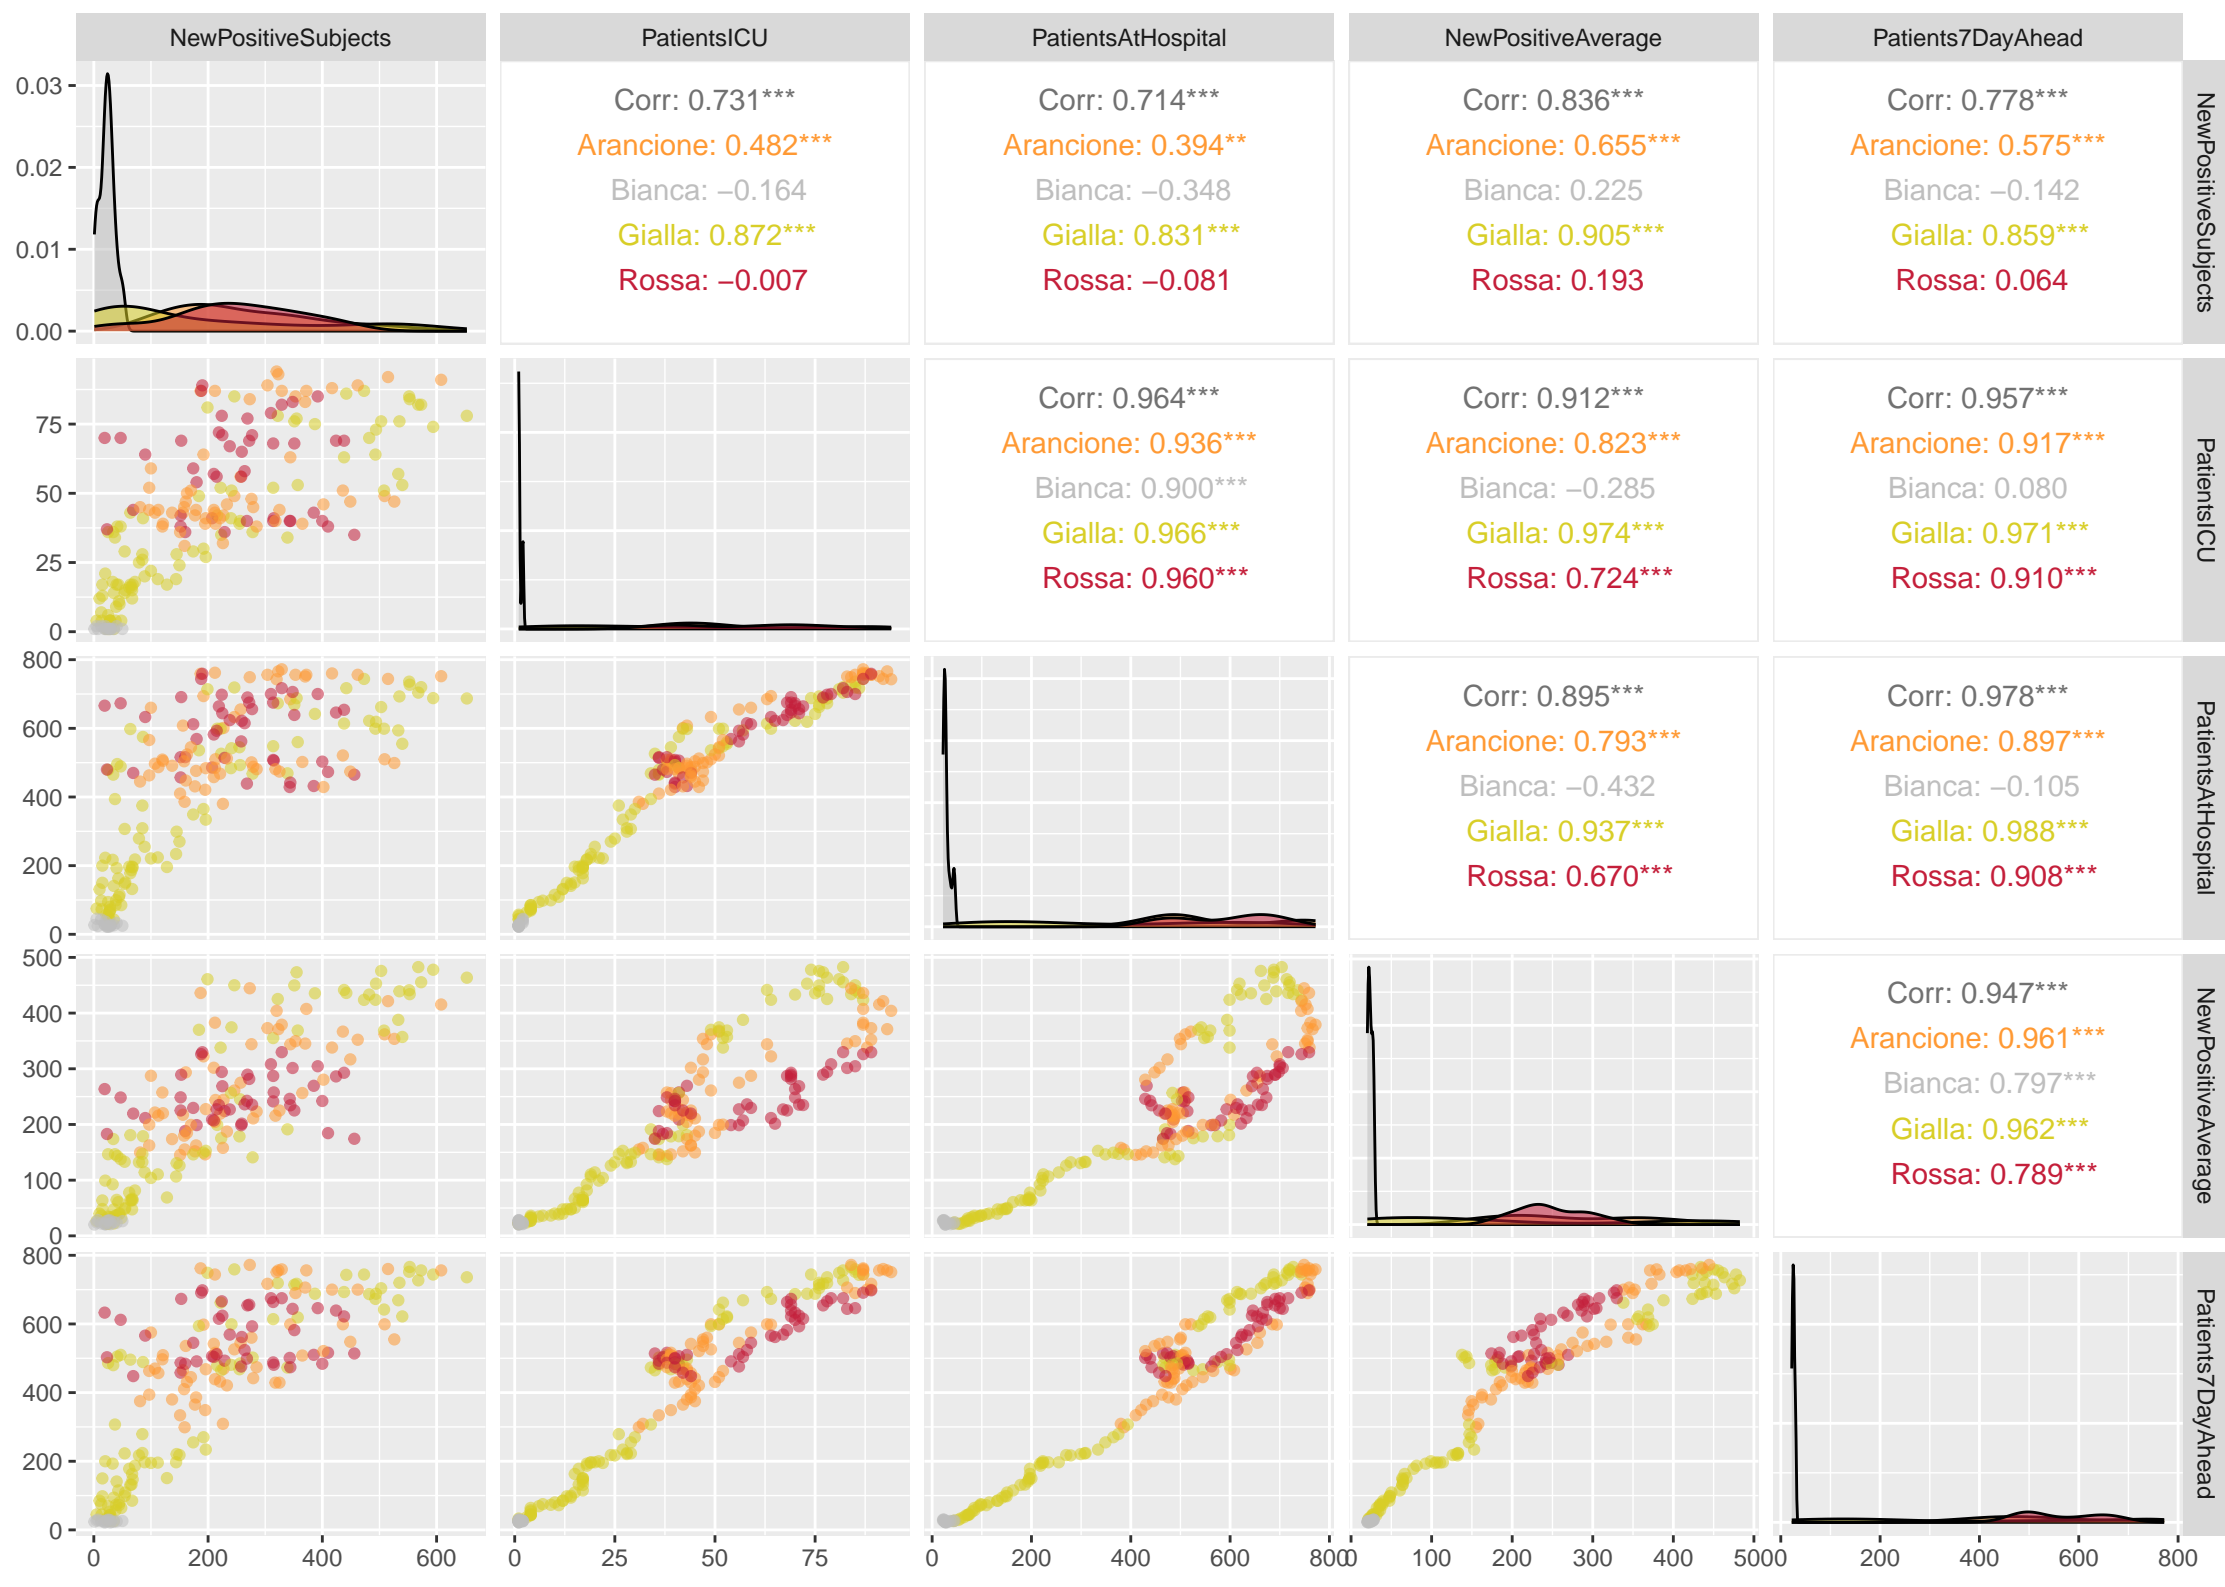 NewPositiveSubjects PatientsICU PatientsAtHospital NewPositiveAverage Patients7DayAhead
0.03
0.02
0.01
0.00
Corr: 0.731***
Arancione: 0.482***
Bianca: −0.164
Gialla: 0.872***
Rossa: −0.007
Corr: 0.714***
Arancione: 0.394**
Bianca: −0.348
Gialla: 0.831***
Rossa: −0.081
Corr: 0.836***
Arancione: 0.655***
Bianca: 0.225
Gialla: 0.905***
Rossa: 0.193
Corr: 0.778***
Arancione: 0.575***
Bianca: −0.142
Gialla: 0.859***
Rossa: 0.064
NewPositiveSubjects
75
50
25
0
Corr: 0.964***
Arancione: 0.936***
Bianca: 0.900***
Gialla: 0.966***
Rossa: 0.960***
Corr: 0.912***
Arancione: 0.823***
Bianca: −0.285
Gialla: 0.974***
Rossa: 0.724***
Corr: 0.957***
Arancione: 0.917***
Bianca: 0.080
Gialla: 0.971***
Rossa: 0.910***
PatientsICU
800
600
400
200
0
Corr: 0.895***
Arancione: 0.793***
Bianca: −0.432
Gialla: 0.937***
Rossa: 0.670***
Corr: 0.978***
Arancione: 0.897***
Bianca: −0.105
Gialla: 0.988***
Rossa: 0.908***
PatientsAtHospital
500
400
300
200
100
0
Corr: 0.947***
Arancione: 0.961***
Bianca: 0.797***
Gialla: 0.962***
Rossa: 0.789***
NewPositiveAverage
800
600
400
200
0
Patients7DayAhead
0 200 400 600 0 25 50 75 0 200 400 600 800 0 100 200 300 400 500 0 200 400 600 800